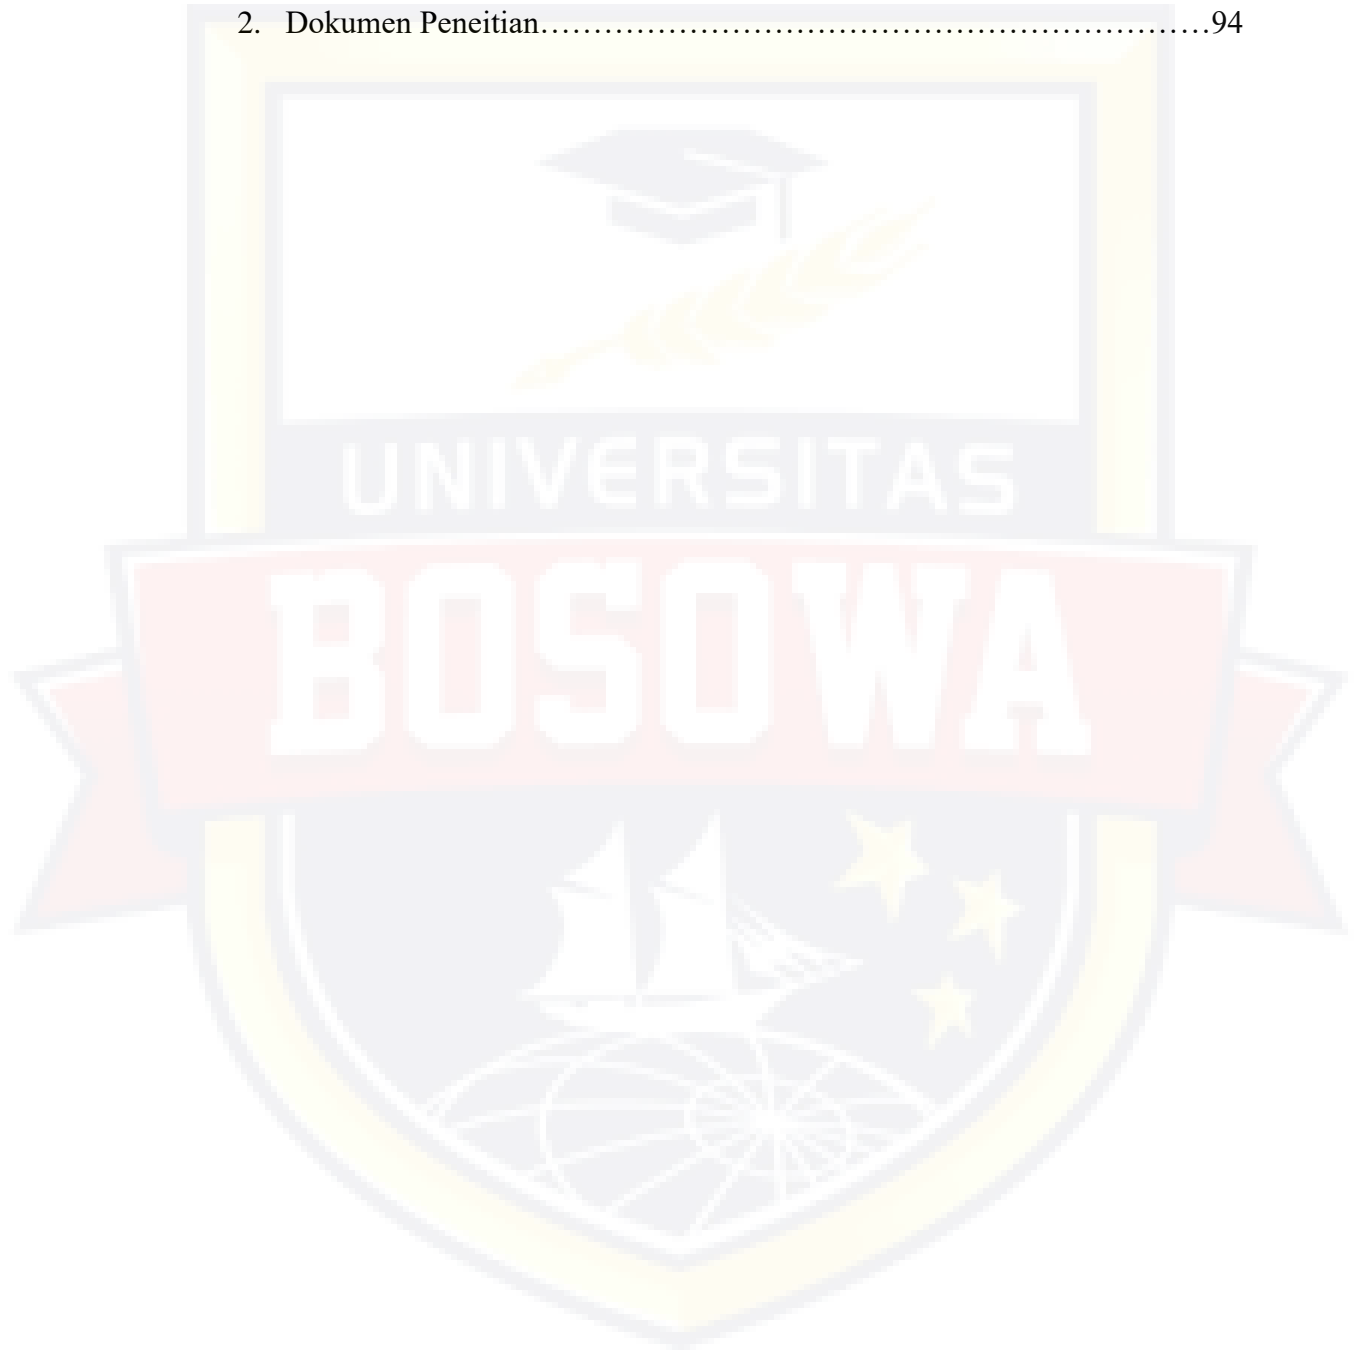 2. Dokumen Peneitian……………………………………………………………………94
UNIVERSITAS
BOSOWA